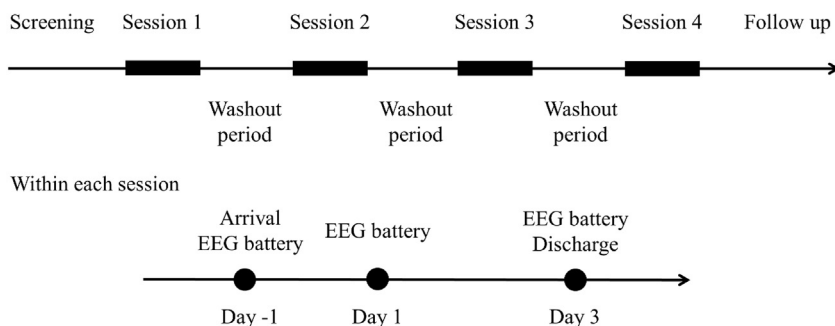 Screening Session 1 Session 2 Session 3 Session 4 Follow up
Washout period Washout period Washout period
Within each session
Arrival EEG battery EEG battery EEG battery Discharge
Day -1 Day 1 Day 3